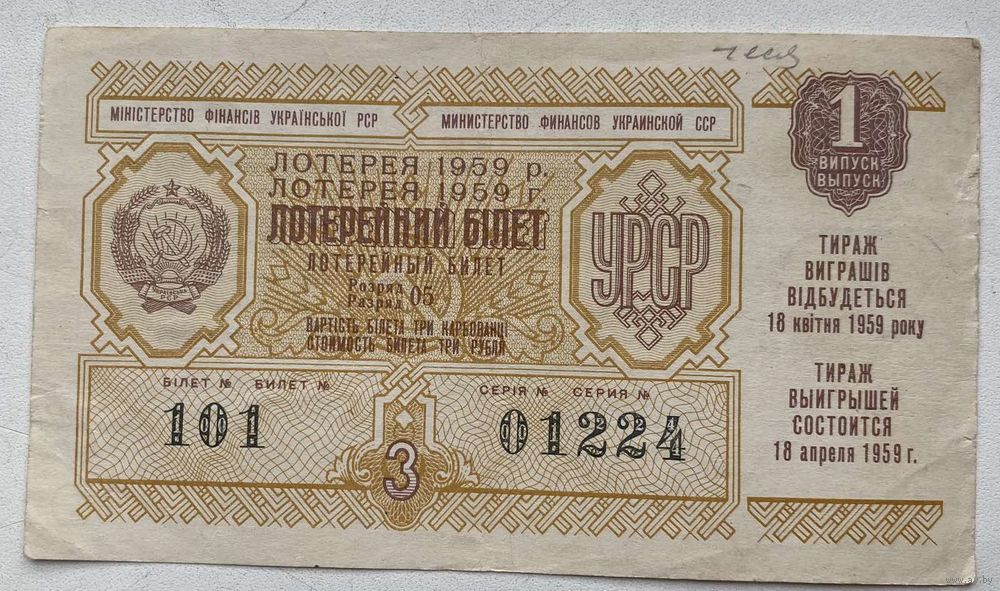 МІНІСТЕРСТВО ФІНАНСІВ УКРАЇНСЬКОЇ РСР
МИНИСТЕРСТВО ФИНАНСОВ УКРАИНСКОЙ ССР
ЛОТЕРЕЯ 1959 р.
ЛОТЕРЕЯ 1959 г.
ЛОТЕРЕЙНИЙ БІЛЕТ
ЛОТЕРЕЙНЫЙ БИЛЕТ
Розряд
Разряд 05
ВАРТІСТЬ БІЛЕТА ТРИ КАРБОВАНЦІ
СТОИМОСТЬ БИЛЕТА ТРИ РУБЛЯ
УРСР
БІЛЕТ № БИЛЕТ №
101
СЕРІЯ № СЕРИЯ №
01224
3
1
ВИПУСК
ВЫПУСК
ТИРАЖ
ВИГРАШІВ
ВІДБУДЕТЬСЯ
18 квітня 1959 року
ТИРАЖ
ВЫИГРЫШЕЙ
СОСТОИТСЯ
18 апреля 1959 г.